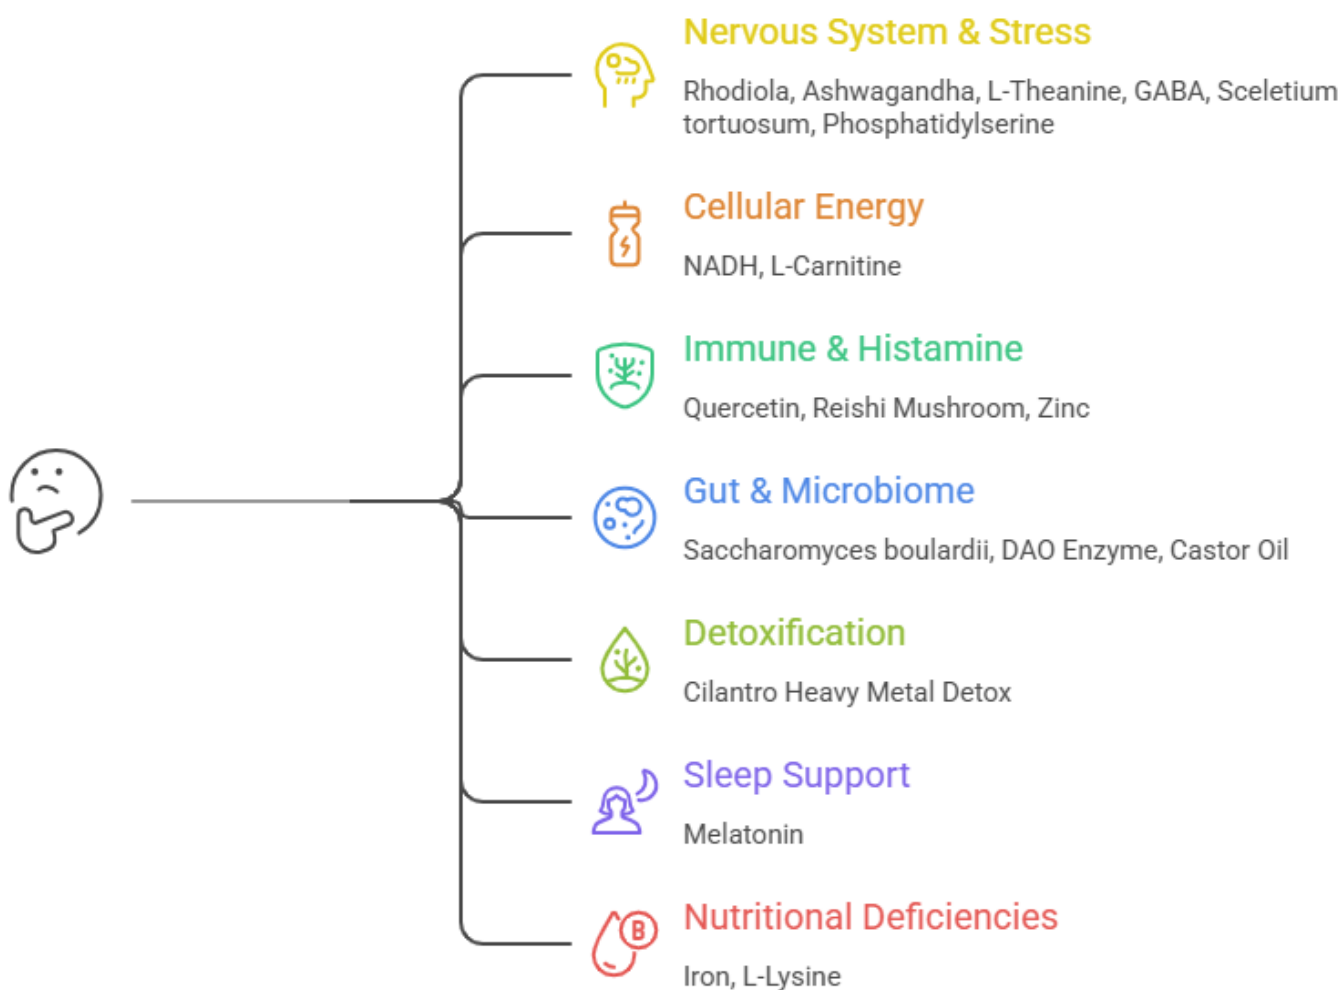 Nervous System & Stress
Rhodiola, Ashwagandha, L-Theanine, GABA, Sceletium
tortuosum, Phosphatidylserine
Cellular Energy
NADH, L-Carnitine
Immune & Histamine
Quercetin, Reishi Mushroom, Zinc
Gut & Microbiome
Saccharomyces boulardii, DAO Enzyme, Castor Oil
Detoxification
Cilantro Heavy Metal Detox
Sleep Support
Melatonin
Nutritional Deficiencies
B
Iron, L-Lysine